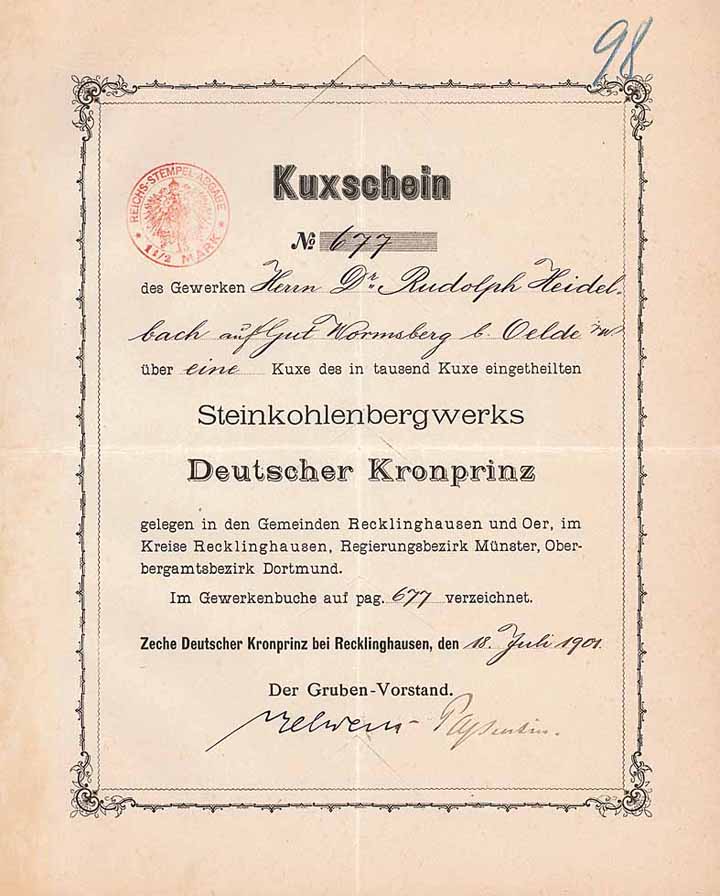 98
REICHS-STEMPEL-ABGABE
1 1/2 MARK
Kuxschein
No 677
des Gewerken Herrn Dr. Rudolph Heidel-
bach auf Gut Wormsberg b. Oelde i/W
über eine Kuxe des in tausend Kuxe eingetheilten
Steinkohlenbergwerks
Deutscher Kronprinz
gelegen in den Gemeinden Recklinghausen und Oer, im
Kreise Recklinghausen, Regierungsbezirk Münster, Ober-
bergamtsbezirk Dortmund.
Im Gewerkenbuche auf pag. 677 verzeichnet.
Zeche Deutscher Kronprinz bei Recklinghausen, den 18. Juli 1901
Der Gruben-Vorstand.